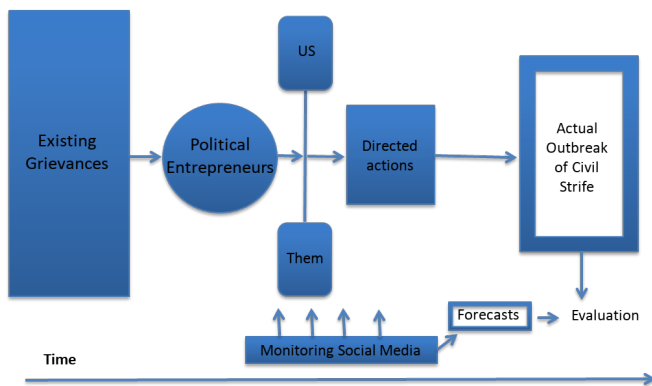 US
Existing
Grievances
Political
Entrepreneurs
Directed
actions
Actual
Outbreak
of Civil
Strife
Them
Forecasts
Evaluation
Monitoring Social Media
Time